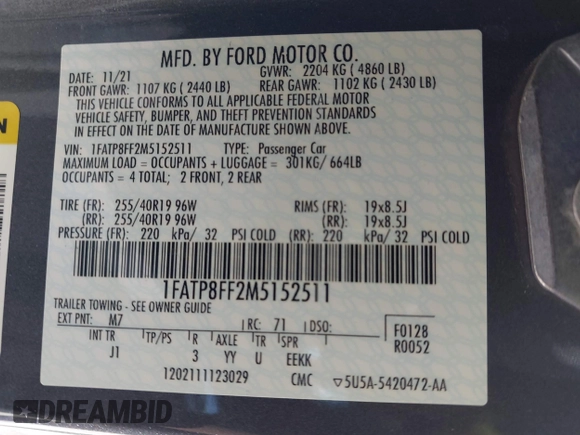 MFD. BY FORD MOTOR CO.
DATE: 11/21 GVWR: 2204 KG ( 4860 LB)
FRONT GAWR: 1107 KG ( 2440 LB) REAR GAWR: 1102 KG ( 2430 LB)
THIS VEHICLE CONFORMS TO ALL APPLICABLE FEDERAL MOTOR
VEHICLE SAFETY, BUMPER, AND THEFT PREVENTION STANDARDS
IN EFFECT ON THE DATE OF MANUFACTURE SHOWN ABOVE.
VIN: 1FATP8FF2M5152511 TYPE: Passenger Car
MAXIMUM LOAD = OCCUPANTS + LUGGAGE = 301KG/ 664LB
OCCUPANTS = 4 TOTAL; 2 FRONT, 2 REAR
TIRE (FR): 255/40R19 96W RIMS (FR): 19x8.5J
(RR): 255/40R19 96W (RR): 19x8.5J
PRESSURE (FR): 220 kPa/ 32 PSI COLD (RR): 220 kPa/ 32 PSI COLD
1FATP8FF2M5152511
TRAILER TOWING - SEE OWNER GUIDE
EXT PNT: M7 RC: 71 DSO: F0128
INT TR TP/PS R AXLE TR SPR R0052
J1 3 YY U EEKK
1202111123029 CMC ▽5U5A-5420472-AA
N
DREAMBID